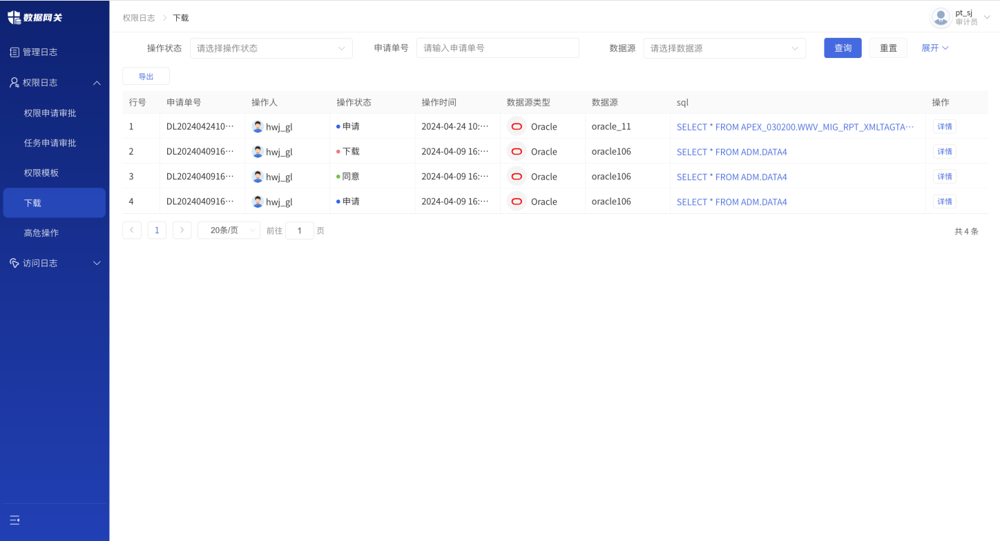 数据网关
权限日志 > 下载
pt_sj
审计员
管理日志
权限日志
权限申请审批
任务申请审批
权限模板
下载
高危操作
访问日志
操作状态 请选择操作状态 申请单号 请输入申请单号 数据源 请选择数据源 查询 重置 展开
导出
行号 申请单号 操作人 操作状态 操作时间 数据源类型 数据源 sql 操作
1 DL2024042410··· hwj_gl 申请 2024-04-24 10:··· Oracle oracle_11 SELECT * FROM APEX_030200.WWV_MIG_RPT_XMLTAGTA··· 详情
2 DL2024040916··· hwj_gl 下载 2024-04-09 16:··· Oracle oracle106 SELECT * FROM ADM.DATA4 详情
3 DL2024040916··· hwj_gl 同意 2024-04-09 16:··· Oracle oracle106 SELECT * FROM ADM.DATA4 详情
4 DL2024040916··· hwj_gl 申请 2024-04-09 16:··· Oracle oracle106 SELECT * FROM ADM.DATA4 详情
1 20条/页 前往 1 页 共 4 条